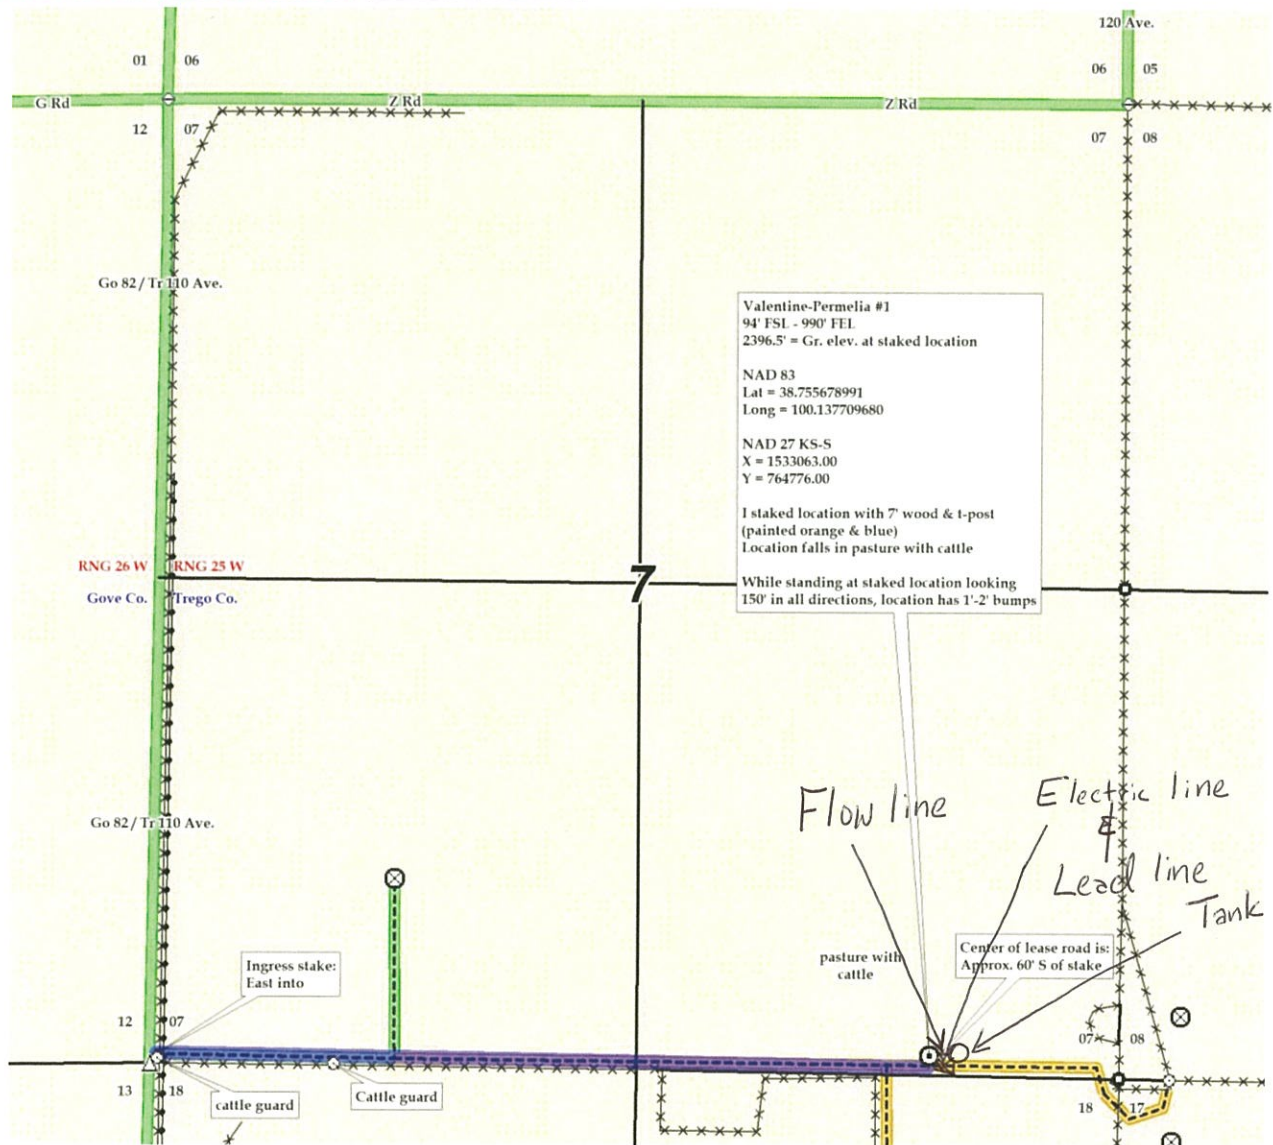 120 Ave.
01 06
06 05
G Rd
Z Rd
Z Rd
12 07
07 08
Go 82 / Tr 110 Ave.
Valentine-Permelia #1
94' FSL - 990' FEL
2396.5' = Gr. elev. at staked location
NAD 83
Lat = 38.755678991
Long = 100.137709680
NAD 27 KS-S
X = 1533063.00
Y = 764776.00
I staked location with 7' wood & t-post
(painted orange & blue)
Location falls in pasture with cattle
While standing at staked location looking
150' in all directions, location has 1'-2' bumps
RNG 26 W RNG 25 W
7
Gove Co. Trego Co.
Flow line
Electric line
&
Lead line
Tank
Go 82 / Tr 110 Ave.
pasture with
cattle
Center of lease road is:
Approx. 60' S of stake
Ingress stake:
East into
12 07
07 08
13 18
cattle guard
Cattle guard
18 17